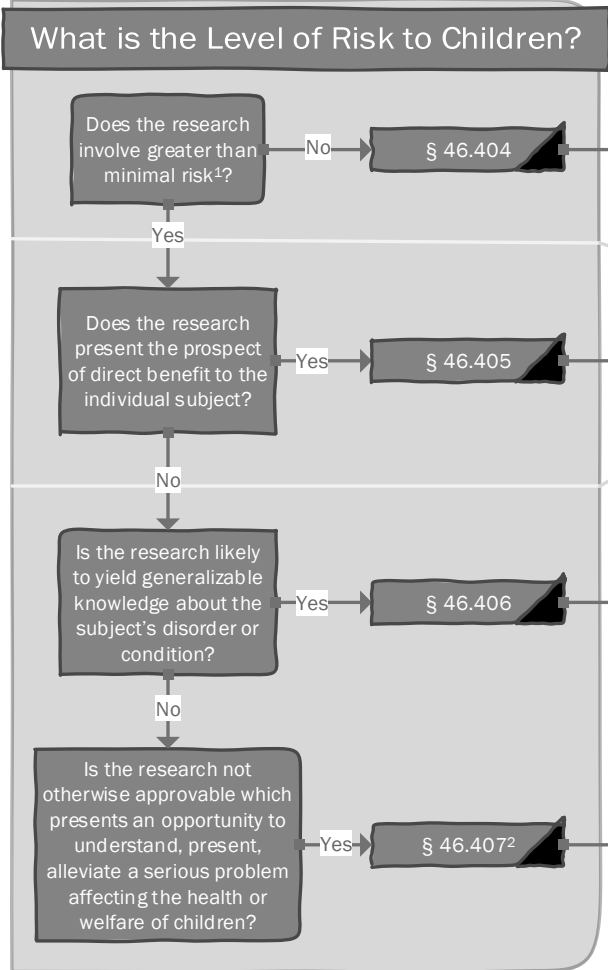 What is the Level of Risk to Children?
Does the research
involve greater than
minimal risk¹?
No
§ 46.404
Yes
Does the research
present the prospect
of direct benefit to the
individual subject?
Yes
§ 46.405
No
Is the research likely
to yield generalizable
knowledge about the
subject's disorder or
condition?
Yes
§ 46.406
No
Is the research not
otherwise approvable which
presents an opportunity to
understand, present,
alleviate a serious problem
affecting the health or
welfare of children?
Yes
§ 46.407²